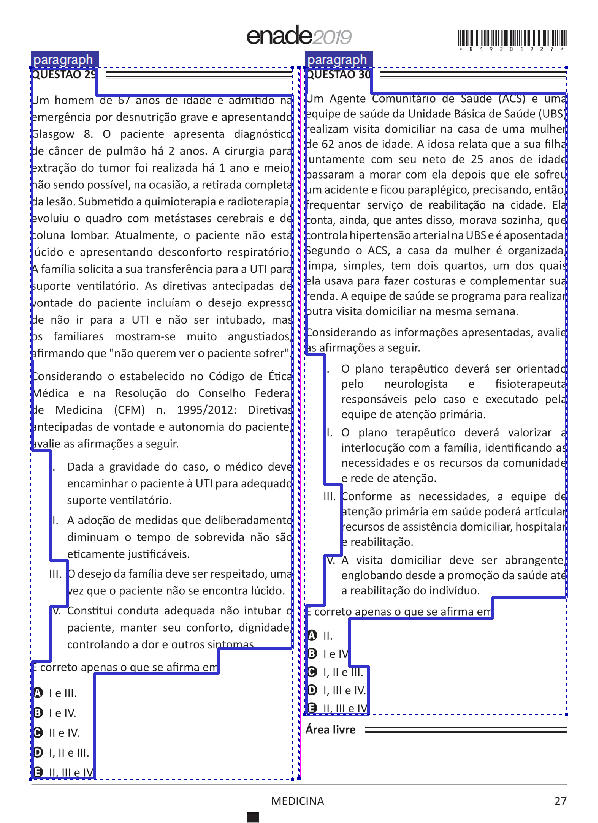 enade2019
paragraph
QUESTÃO 29
Um homem de 67 anos de idade é admitido na
emergência por desnutrição grave e apresentando
Glasgow 8. O paciente apresenta diagnóstico
de câncer de pulmão há 2 anos. A cirurgia para
extração do tumor foi realizada há 1 ano e meio,
não sendo possível, na ocasião, a retirada completa
da lesão. Submetido a quimioterapia e radioterapia,
evoluiu o quadro com metástases cerebrais e de
coluna lombar. Atualmente, o paciente não está
lúcido e apresentando desconforto respiratório.
A família solicita a sua transferência para a UTI para
suporte ventilatório. As diretivas antecipadas de
vontade do paciente incluíam o desejo expresso
de não ir para a UTI e não ser intubado, mas
os familiares mostram-se muito angustiados,
afirmando que "não querem ver o paciente sofrer".
Considerando o estabelecido no Código de Ética
Médica e na Resolução do Conselho Federal
de Medicina (CFM) n. 1995/2012: Diretivas
antecipadas de vontade e autonomia do paciente,
avalie as afirmações a seguir.
I. Dada a gravidade do caso, o médico deve
encaminhar o paciente à UTI para adequado
suporte ventilatório.
II. A adoção de medidas que deliberadamente
diminuam o tempo de sobrevida não são
eticamente justificáveis.
III. O desejo da família deve ser respeitado, uma
vez que o paciente não se encontra lúcido.
IV. Constitui conduta adequada não intubar o
paciente, manter seu conforto, dignidade,
controlando a dor e outros sintomas.
É correto apenas o que se afirma em
A I e III.
B I e IV.
C II e IV.
D I, II e III.
E II, III e IV.
paragraph
QUESTÃO 30
Um Agente Comunitário de Saúde (ACS) e uma
equipe de saúde da Unidade Básica de Saúde (UBS)
realizam visita domiciliar na casa de uma mulher
de 62 anos de idade. A idosa relata que a sua filha
juntamente com seu neto de 25 anos de idade
passaram a morar com ela depois que ele sofreu
um acidente e ficou paraplégico, precisando, então,
frequentar serviço de reabilitação na cidade. Ela
conta, ainda, que antes disso, morava sozinha, que
controla hipertensão arterial na UBS e é aposentada.
Segundo o ACS, a casa da mulher é organizada,
limpa, simples, tem dois quartos, um dos quais
ela usava para fazer costuras e complementar sua
renda. A equipe de saúde se programa para realizar
outra visita domiciliar na mesma semana.
Considerando as informações apresentadas, avalie
as afirmações a seguir.
I. O plano terapêutico deverá ser orientado
pelo neurologista e fisioterapeuta
responsáveis pelo caso e executado pela
equipe de atenção primária.
II. O plano terapêutico deverá valorizar a
interlocução com a família, identificando as
necessidades e os recursos da comunidade
e rede de atenção.
III. Conforme as necessidades, a equipe de
atenção primária em saúde poderá articular
recursos de assistência domiciliar, hospitalar
e reabilitação.
IV. A visita domiciliar deve ser abrangente,
englobando desde a promoção da saúde até
a reabilitação do indivíduo.
É correto apenas o que se afirma em
A II.
B I e IV.
C I, II e III.
D I, III e IV.
E II, III e IV.
Área livre
MEDICINA
27